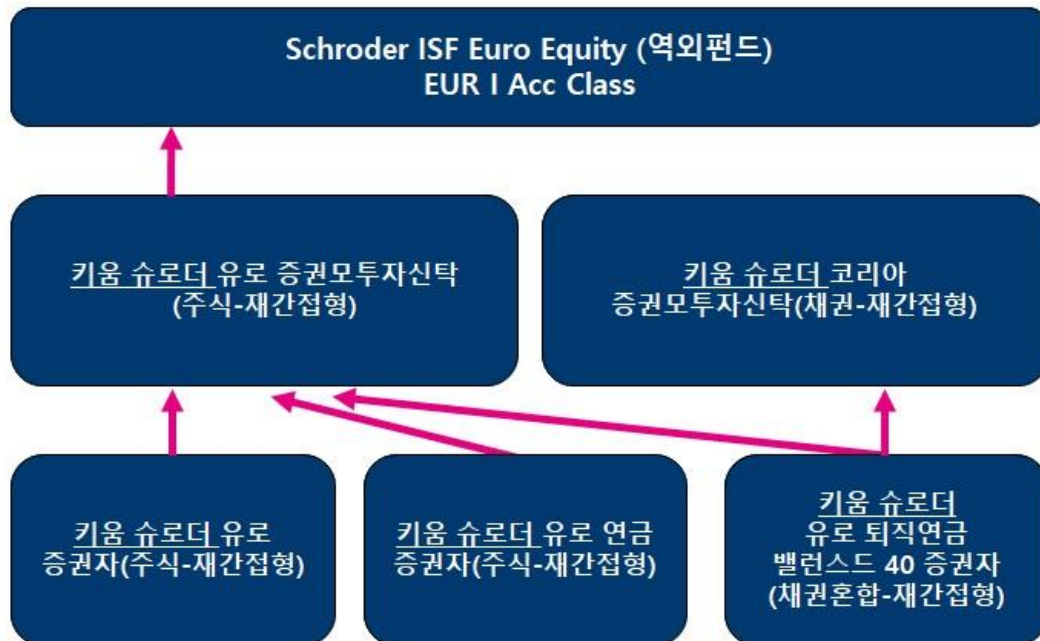 Schroder ISF Euro Equity (역외펀드)
EUR I Acc Class
키움 슈로더 유로 증권모투자신탁
(주식-재간접형)
키움 슈로더 코리아
증권모투자신탁(채권-재간접형)
키움 슈로더 유로
증권자(주식-재간접형)
키움 슈로더 유로 연금
증권자(주식-재간접형)
키움 슈로더
유로 퇴직연금
밸런스드 40 증권자
(채권혼합-재간접형)